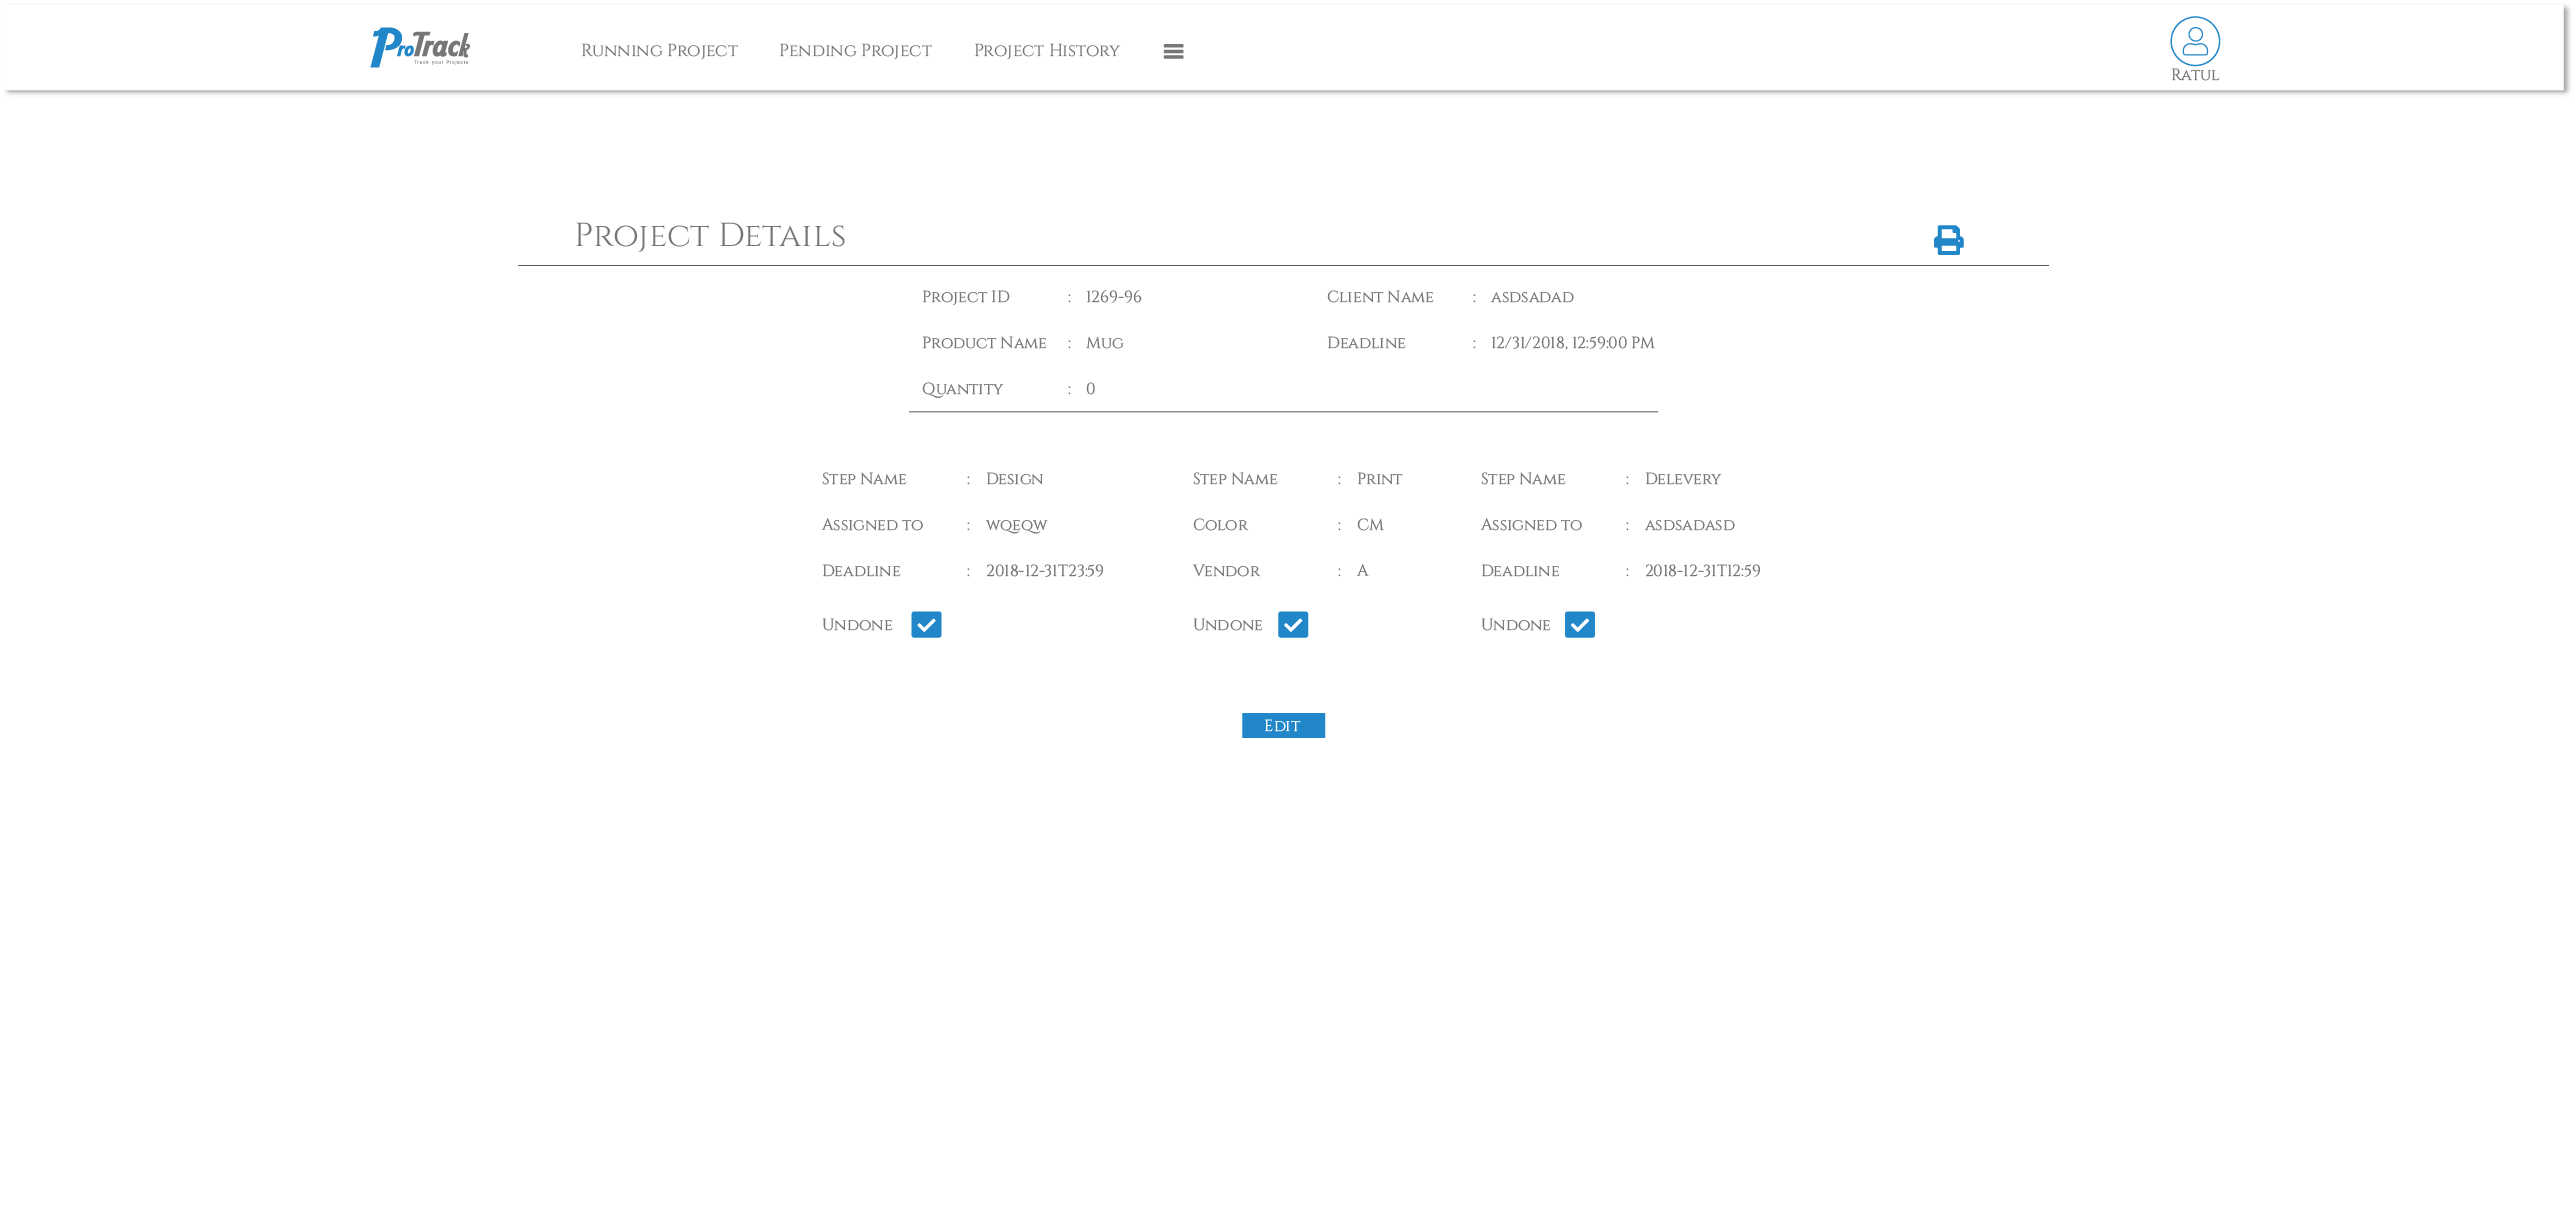 ProTrack
Track your Projects
Running Project Pending Project Project History
Ratul
Project Details
Project ID : 1269-96 Client Name : asdsadad
Product Name : Mug Deadline : 12/31/2018, 12:59:00 PM
Quantity : 0
Step Name : Design Step Name : Print Step Name : Delevery
Assigned to : wqeqw Color : CM Assigned to : asdsadasd
Deadline : 2018-12-31T23:59 Vendor : A Deadline : 2018-12-31T12:59
Undone Undone Undone
Edit